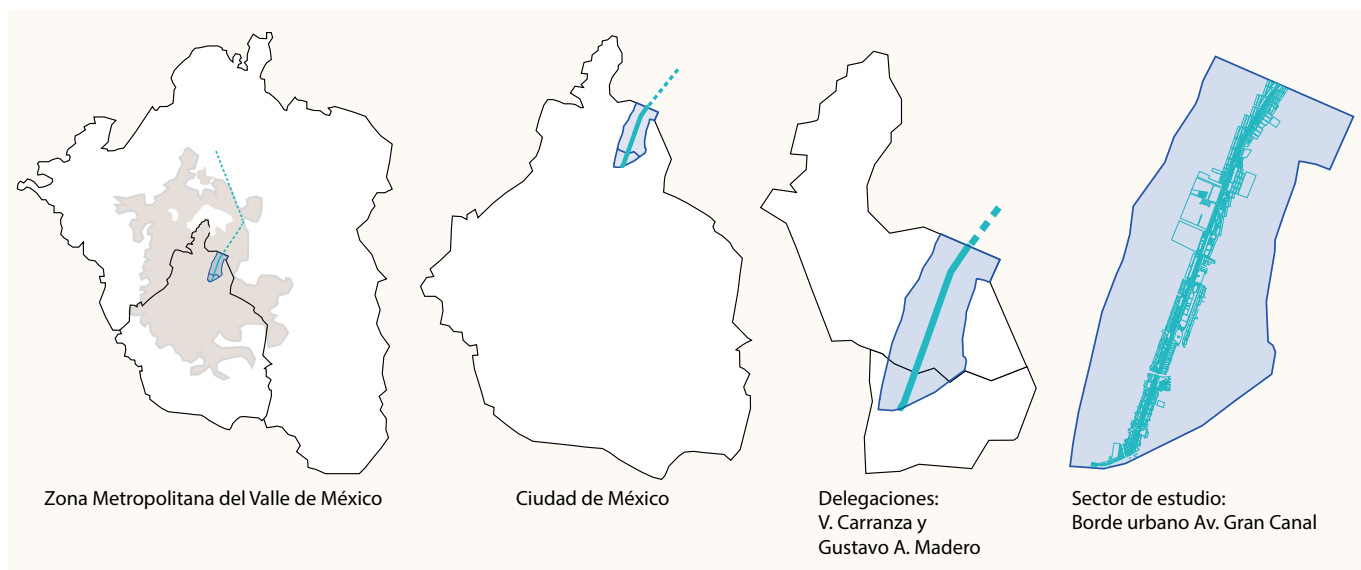 Zona Metropolitana del Valle de México
Ciudad de México
Delegaciones:
V. Carranza y
Gustavo A. Madero
Sector de estudio:
Borde urbano Av. Gran Canal